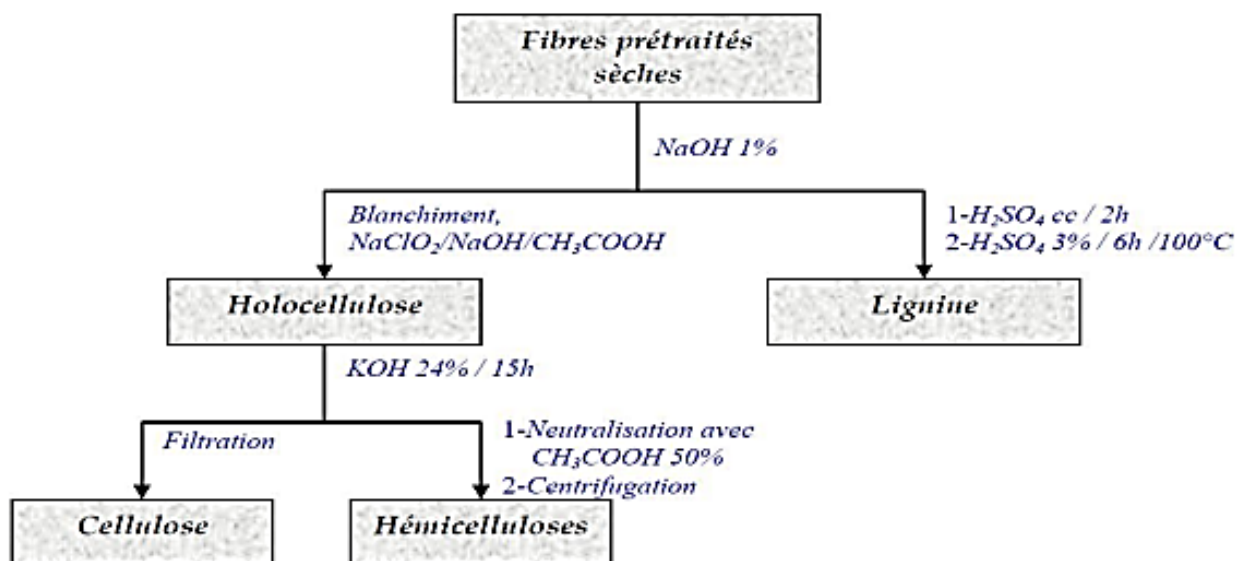 Fibres prétraités
sèches
NaOH 1%
Blanchiment,
NaClO₂/NaOH/CH₃COOH
1-H₂SO₄ cc / 2h
2-H₂SO₄ 3% / 6h /100°C
Holocellulose
Lignine
KOH 24% / 15h
Filtration
1-Neutralisation avec
CH₃COOH 50%
2-Centrifugation
Cellulose
Hémicelluloses